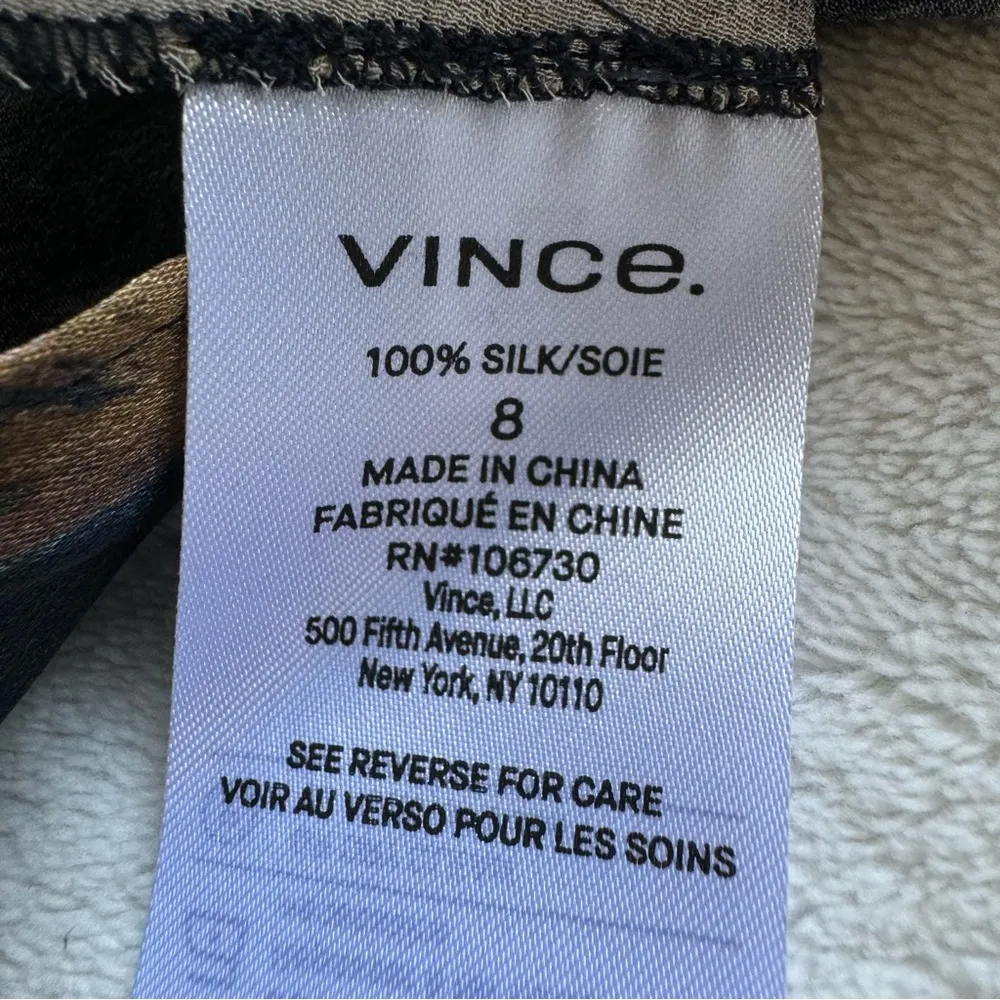 VINCe.
100% SILK/SOIE
8
MADE IN CHINA
FABRIQUÉ EN CHINE
RN#106730
Vince, LLC
500 Fifth Avenue, 20th Floor
New York, NY 10110
SEE REVERSE FOR CARE
VOIR AU VERSO POUR LES SOINS